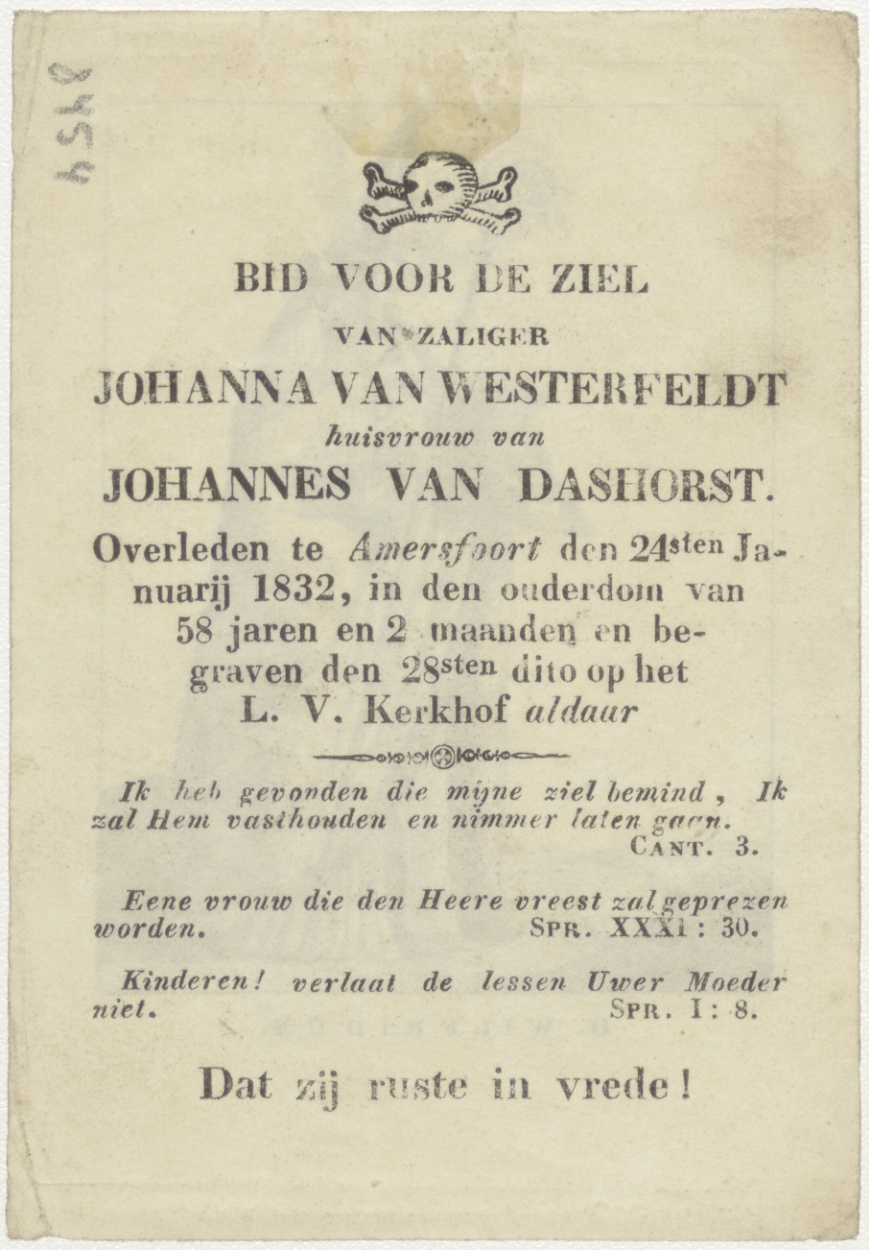 8454
BID VOOR DE ZIEL
VAN ZALIGER
JOHANNA VAN WESTERFELDT
huisvrouw van
JOHANNES VAN DASHORST.
Overleden te Amersfoort den 24sten Ja-
nuarij 1832, in den ouderdom van
58 jaren en 2 maanden en be-
graven den 28sten dito op het
L. V. Kerkhof aldaar
Ik heb gevonden die mijne ziel bemind, Ik
zal Hem vasthouden en nimmer laten gaan.
CANT. 3.
Eene vrouw die den Heere vreest zal geprezen
worden. SPR. XXXI: 30.
Kinderen! verlaat de lessen Uwer Moeder
niet. SPR. I: 8.
Dat zij ruste in vrede!